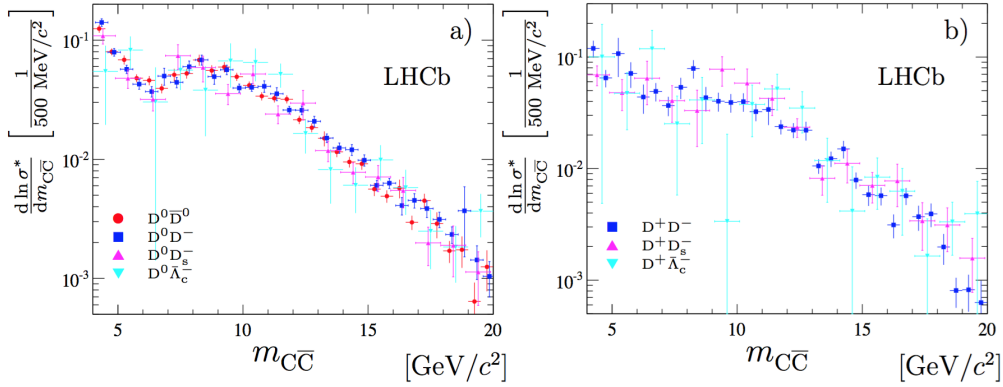 a)
LHCb
d ln σ* / dm_CC̅ [ 1 / 500 MeV/c² ]
10⁻¹
10⁻²
10⁻³
D⁰D̅⁰
D⁰D⁻
D⁰Dₛ⁻
D⁰Λ̅_c⁻
5 10 15 20
m_CC̅ [GeV/c²]
b)
LHCb
d ln σ* / dm_CC̅ [ 1 / 500 MeV/c² ]
10⁻¹
10⁻²
10⁻³
D⁺D⁻
D⁺Dₛ⁻
D⁺Λ̅_c⁻
5 10 15 20
m_CC̅ [GeV/c²]